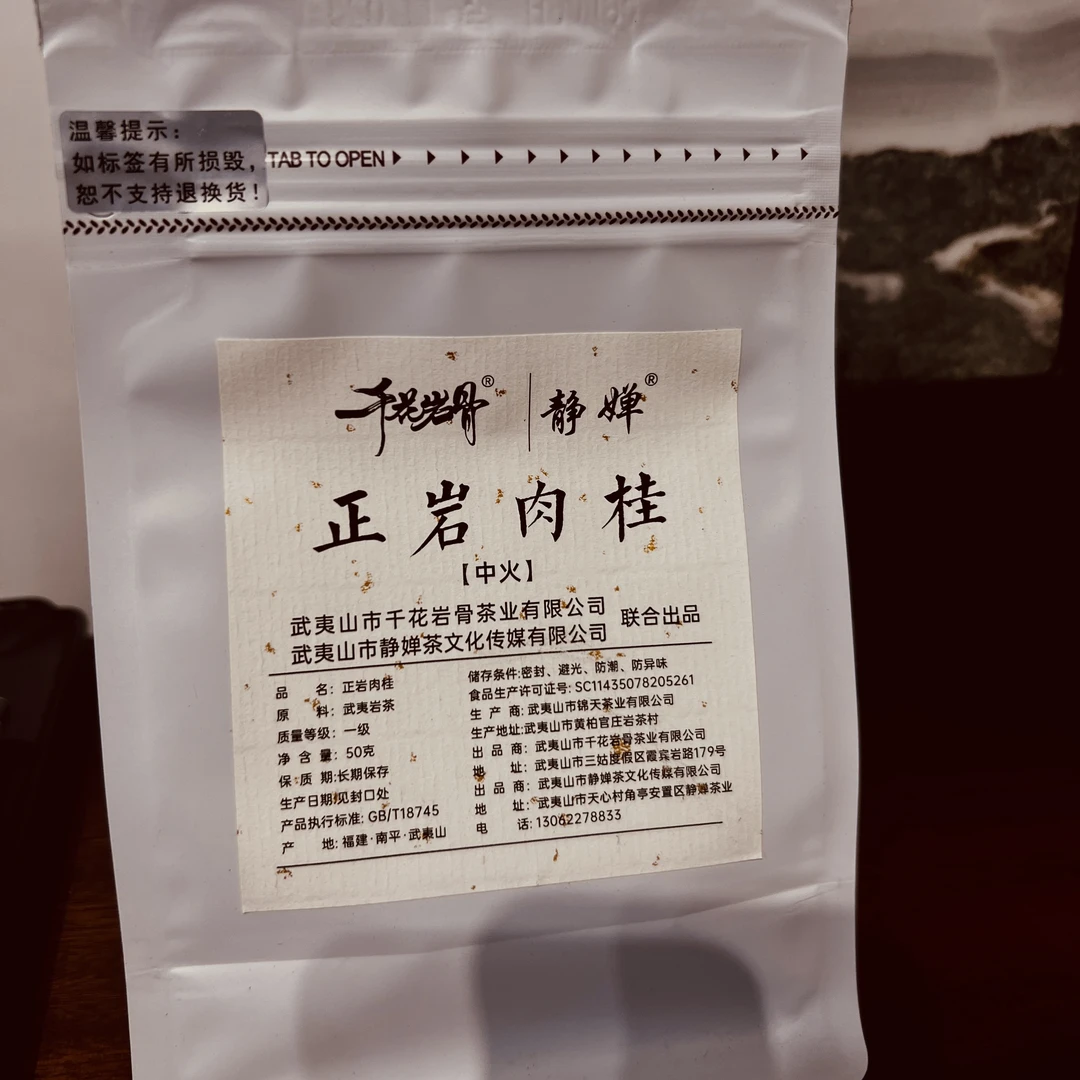 温馨提示：
如标签有所损毁，
恕不支持退换货！
TAB TO OPEN
千花岩骨® 静婵®
正岩肉桂
【中火】
武夷山市千花岩骨茶业有限公司
武夷山市静婵茶文化传媒有限公司
联合出品
品 名：正岩肉桂
原 料：武夷岩茶
质量等级：一级
净 含 量：50克
保 质 期:长期保存
生产日期:见封口处
产品执行标准: GB/T18745
产 地：福建·南平·武夷山
储存条件:密封、避光、防潮、防异味
食品生产许可证号: SC11435078205261
生 产 商: 武夷山市锦天茶业有限公司
生产地址:武夷山市黄柏官庄岩茶村
出 品 商: 武夷山市千花岩骨茶业有限公司
地 址: 武夷山市三姑度假区霞宾岩路179号
出 品 商: 武夷山市静婵茶文化传媒有限公司
地 址: 武夷山市天心村角亭安置区静婵茶业
电 话: 13062278833